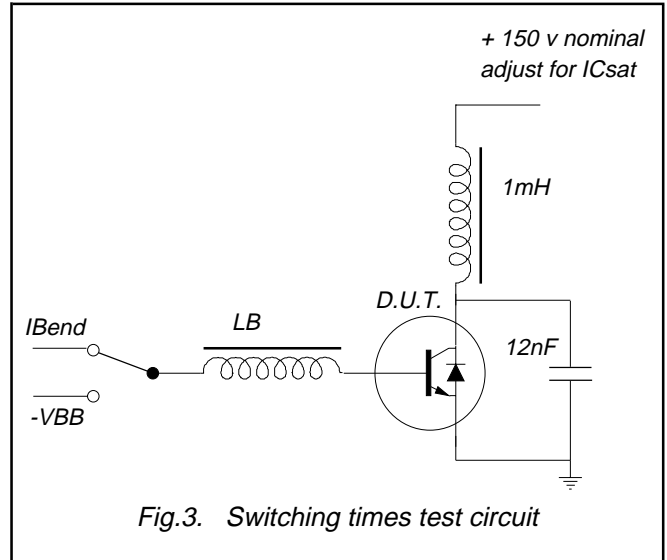 + 150 v nominal
adjust for ICsat
1mH
D.U.T.
IBend
LB
12nF
-VBB
Fig.3. Switching times test circuit